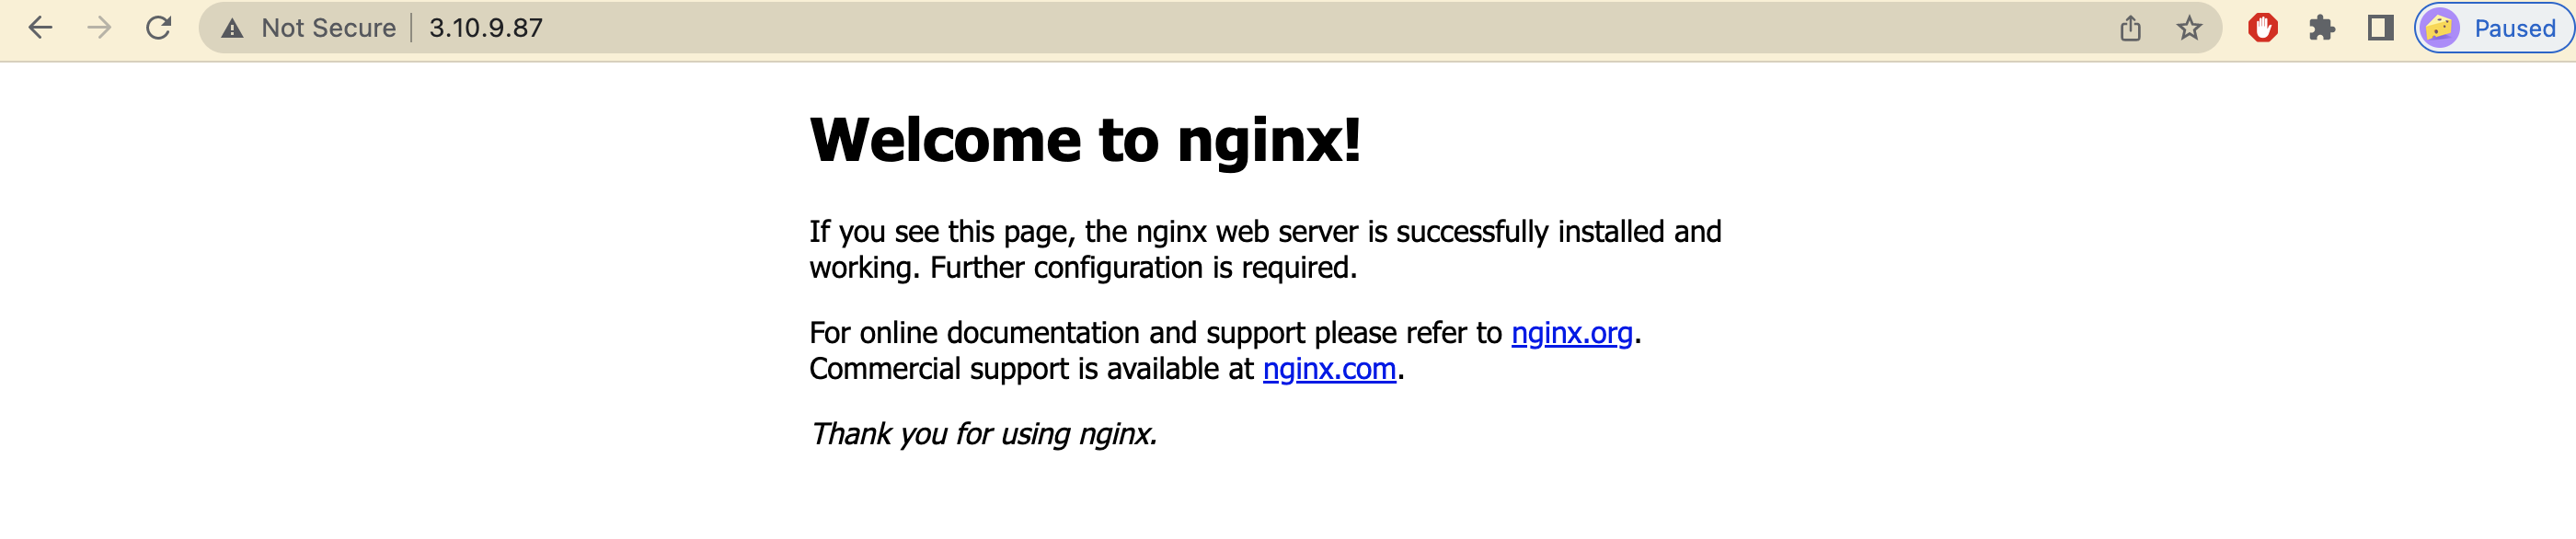 Not Secure 3.10.9.87 Paused
Welcome to nginx!
If you see this page, the nginx web server is successfully installed and
working. Further configuration is required.
For online documentation and support please refer to nginx.org.
Commercial support is available at nginx.com.
Thank you for using nginx.